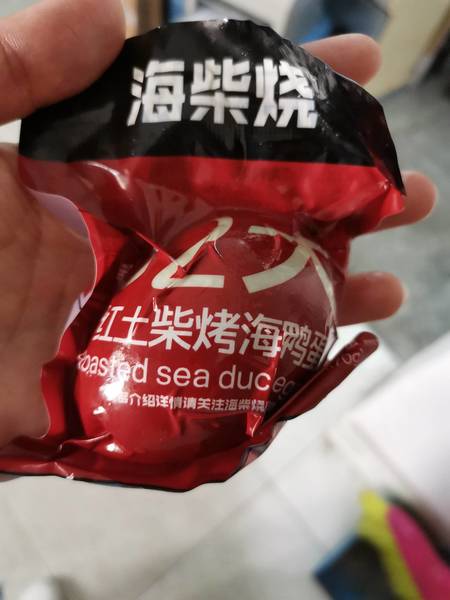 海柴烧
红土柴烤海鸭蛋
roasted sea duc eg
介绍详情请关注海柴烧